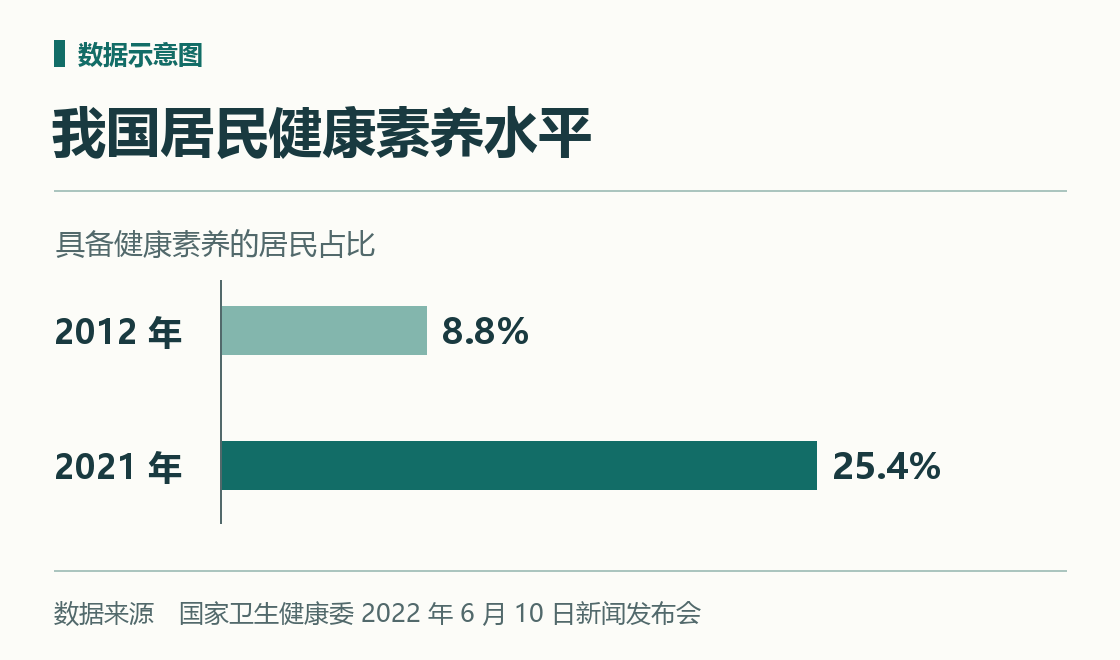 数据示意图
我国居民健康素养水平
具备健康素养的居民占比
2012 年 8.8%
2021 年 25.4%
数据来源 国家卫生健康委 2022 年 6 月 10 日新闻发布会